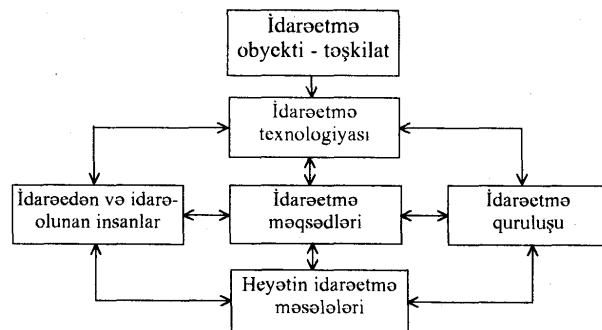 İdarəetmə
obyekti - təşkilat
İdarəetmə
texnologiyası
İdarəedən və idarə-
olunan insanlar
İdarəetmə
məqsədləri
İdarəetmə
quruluşu
Heyətin idarəetmə
məsələləri